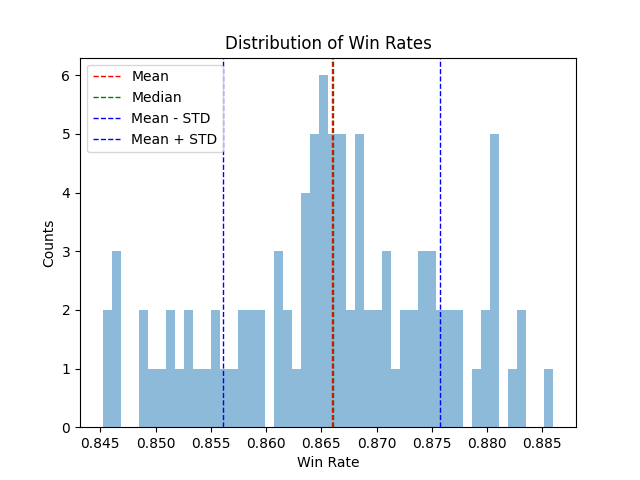 Distribution of Win Rates
Mean
Median
Mean - STD
Mean + STD
6
5
4
3
2
1
0
Counts
0.845 0.850 0.855 0.860 0.865 0.870 0.875 0.880 0.885
Win Rate